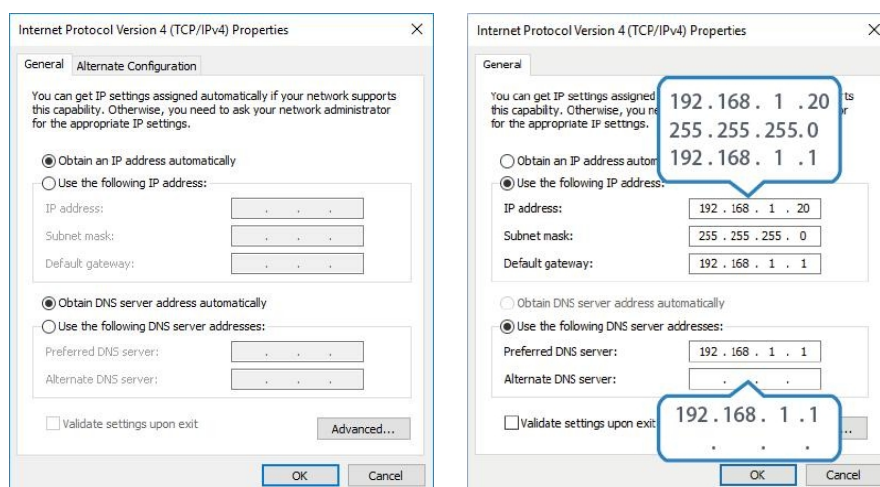 Internet Protocol Version 4 (TCP/IPv4) Properties
General
Alternate Configuration
You can get IP settings assigned automatically if your network supports
this capability. Otherwise, you need to ask your network administrator
for the appropriate IP settings.
Obtain an IP address automatically
Use the following IP address:
IP address:
. . .
Subnet mask:
. . .
Default gateway:
. . .
Obtain DNS server address automatically
Use the following DNS server addresses:
Preferred DNS server:
. . .
Alternate DNS server:
. . .
Validate settings upon exit
Advanced...
OK
Cancel
Internet Protocol Version 4 (TCP/IPv4) Properties
General
You can get IP settings assigned
this capability. Otherwise, you
for the appropriate IP settings.
192.168. 1 .20
255.255.255.0
192.168. 1 .1
Obtain an IP address
Use the following IP address:
IP address:
192 . 168 . 1 . 20
Subnet mask:
255 . 255 . 255 . 0
Default gateway:
192 . 168 . 1 . 1
Obtain DNS server address automatically
Use the following DNS server addresses:
Preferred DNS server:
192 . 168 . 1 . 1
Alternate DNS server:
. . .
192.168. 1 .1
. . .
Validate settings upon exit
OK
Cancel